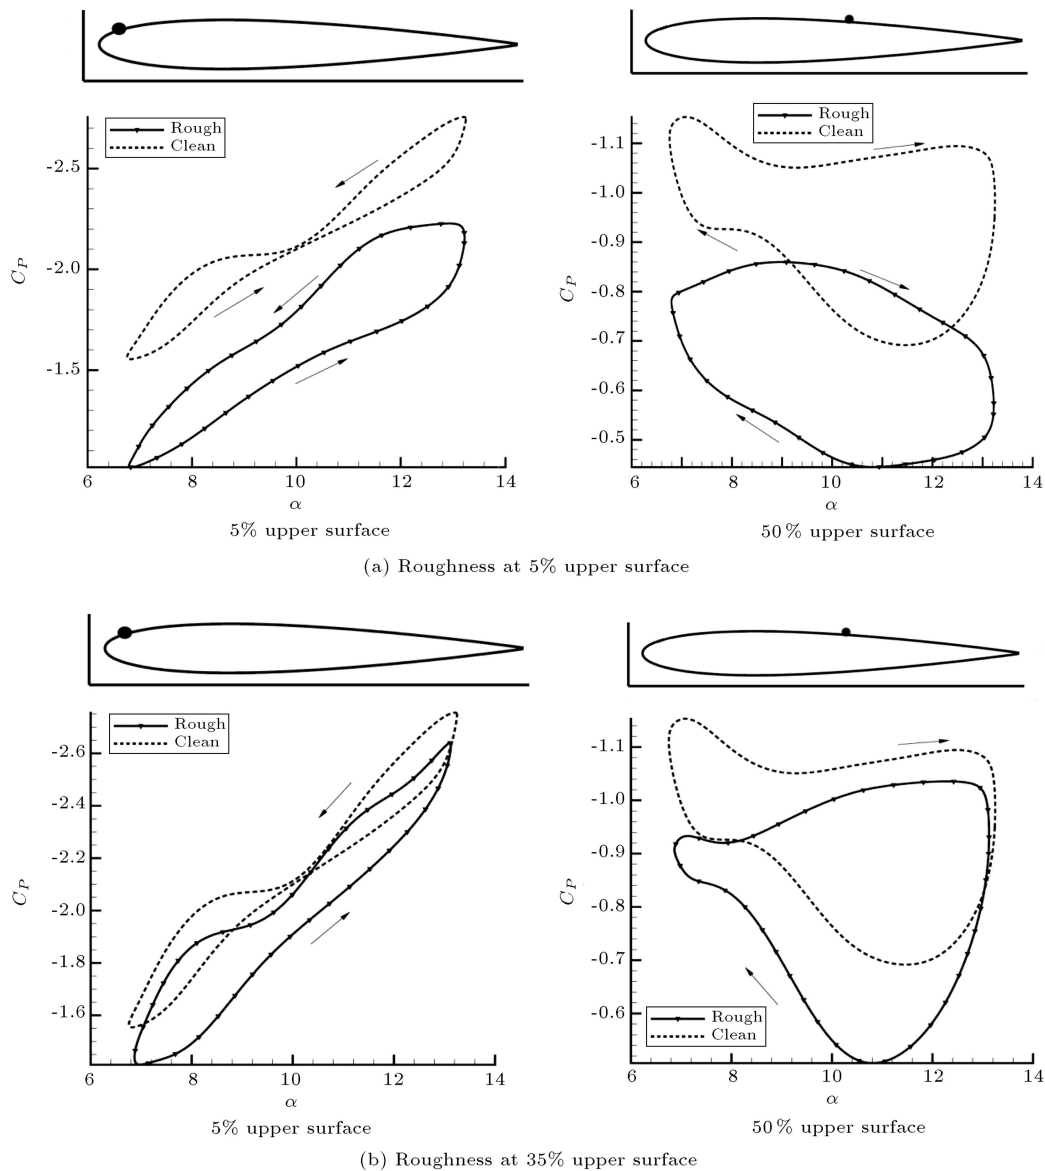 Rough
Clean
-2.5
-2.0
-1.5
C_P
6 8 10 12 14
α
5% upper surface
Rough
Clean
-1.1
-1.0
-0.9
-0.8
-0.7
-0.6
-0.5
C_P
6 8 10 12 14
α
50% upper surface
(a) Roughness at 5% upper surface
Rough
Clean
-2.6
-2.4
-2.2
-2.0
-1.8
-1.6
C_P
6 8 10 12 14
α
5% upper surface
-1.1
-1.0
-0.9
-0.8
-0.7
-0.6
C_P
Rough
Clean
6 8 10 12 14
α
50% upper surface
(b) Roughness at 35% upper surface